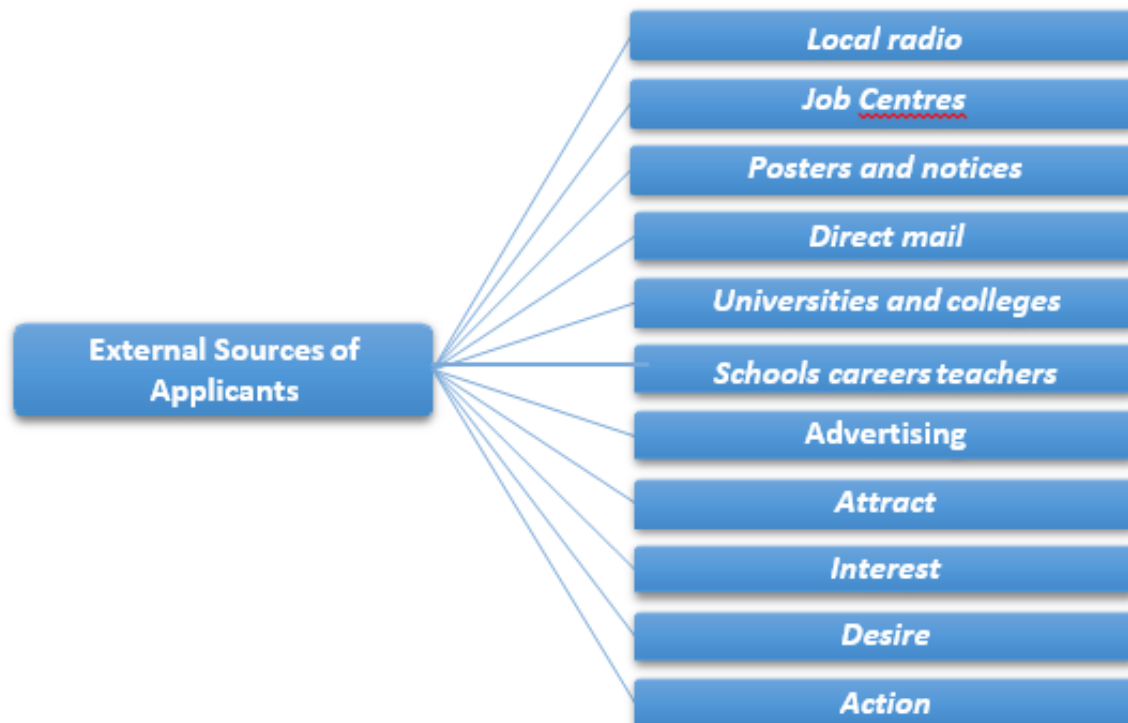 Local radio
Job Centres
Posters and notices
Direct mail
Universities and colleges
External Sources of
Applicants
Schools careers teachers
Advertising
Attract
Interest
Desire
Action